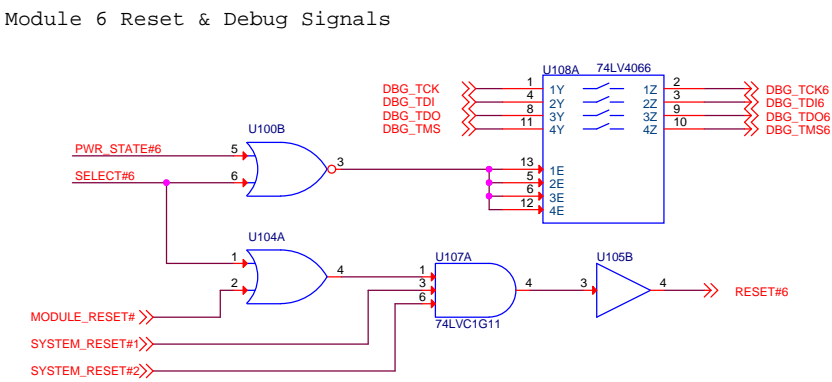 Module 6 Reset & Debug Signals
U108A 74LV4066
DBG_TCK 1 1Y 1Z 2 DBG_TCK6
DBG_TDI 4 2Y 2Z 3 DBG_TDI6
DBG_TDO 8 3Y 3Z 9 DBG_TDO6
DBG_TMS 11 4Y 4Z 10 DBG_TMS6
U100B
PWR_STATE#6 5
3
13 1E
SELECT#6 6
5 2E
6 3E
12 4E
U104A
U107A
U105B
1
4
1
2
3
4
3
4
RESET#6
6
MODULE_RESET#
74LVC1G11
SYSTEM_RESET#1
SYSTEM_RESET#2